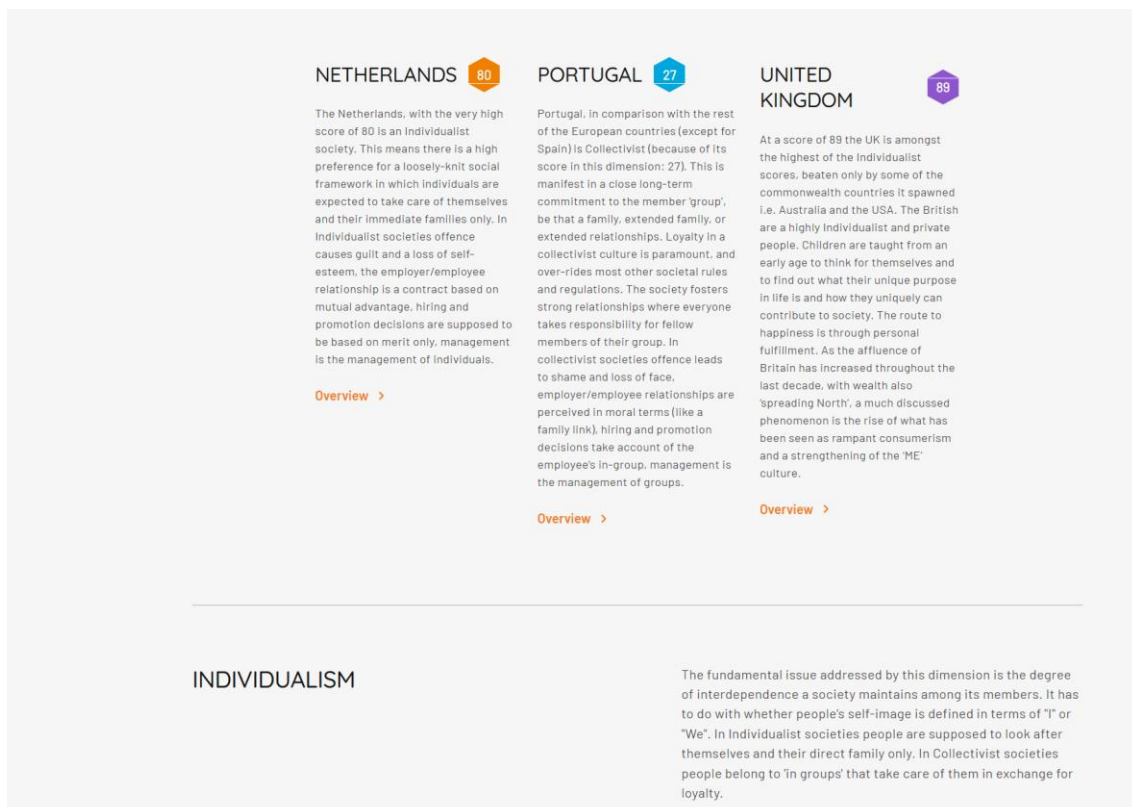 NETHERLANDS 80
The Netherlands, with the very high
score of 80 is an Individualist
society. This means there is a high
preference for a loosely-knit social
framework in which individuals are
expected to take care of themselves
and their immediate families only. In
Individualist societies offence
causes guilt and a loss of self-
esteem, the employer/employee
relationship is a contract based on
mutual advantage, hiring and
promotion decisions are supposed to
be based on merit only, management
is the management of individuals.
Overview >
PORTUGAL 27
Portugal, in comparison with the rest
of the European countries (except for
Spain) is Collectivist (because of its
score in this dimension: 27). This is
manifest in a close long-term
commitment to the member 'group',
be that a family, extended family, or
extended relationships. Loyalty in a
collectivist culture is paramount, and
over-rides most other societal rules
and regulations. The society fosters
strong relationships where everyone
takes responsibility for fellow
members of their group. In
collectivist societies offence leads
to shame and loss of face,
employer/employee relationships are
perceived in moral terms (like a
family link), hiring and promotion
decisions take account of the
employee's in-group, management is
the management of groups.
Overview >
UNITED
KINGDOM 89
At a score of 89 the UK is amongst
the highest of the Individualist
scores, beaten only by some of the
commonwealth countries it spawned
i.e. Australia and the USA. The British
are a highly Individualist and private
people. Children are taught from an
early age to think for themselves and
to find out what their unique purpose
in life is and how they uniquely can
contribute to society. The route to
happiness is through personal
fulfillment. As the affluence of
Britain has increased throughout the
last decade, with wealth also
'spreading North', a much discussed
phenomenon is the rise of what has
been seen as rampant consumerism
and a strengthening of the 'ME'
culture.
Overview >
INDIVIDUALISM
The fundamental issue addressed by this dimension is the degree
of interdependence a society maintains among its members. It has
to do with whether people's self-image is defined in terms of "I" or
"We". In Individualist societies people are supposed to look after
themselves and their direct family only. In Collectivist societies
people belong to 'in groups' that take care of them in exchange for
loyalty.